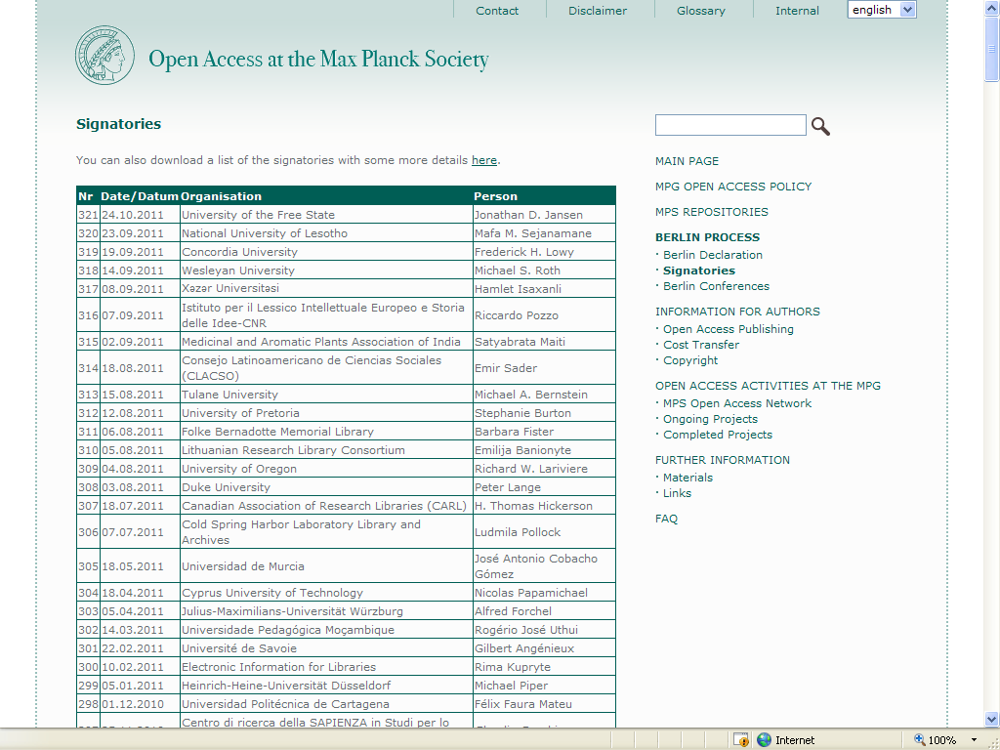 Contact Disclaimer Glossary Internal english
Open Access at the Max Planck Society
Signatories
You can also download a list of the signatories with some more details here.
Nr Date/Datum Organisation Person
321 24.10.2011 University of the Free State Jonathan D. Jansen
320 23.09.2011 National University of Lesotho Mafa M. Sejanamane
319 19.09.2011 Concordia University Frederick H. Lowy
318 14.09.2011 Wesleyan University Michael S. Roth
317 08.09.2011 Xəzər Universitəsi Hamlet Isaxanli
316 07.09.2011 Istituto per il Lessico Intellettuale Europeo e Storia
delle Idee-CNR Riccardo Pozzo
315 02.09.2011 Medicinal and Aromatic Plants Association of India Satyabrata Maiti
314 18.08.2011 Consejo Latinoamericano de Ciencias Sociales
(CLACSO) Emir Sader
313 15.08.2011 Tulane University Michael A. Bernstein
312 12.08.2011 University of Pretoria Stephanie Burton
311 06.08.2011 Folke Bernadotte Memorial Library Barbara Fister
310 05.08.2011 Lithuanian Research Library Consortium Emilija Banionyte
309 04.08.2011 University of Oregon Richard W. Lariviere
308 03.08.2011 Duke University Peter Lange
307 18.07.2011 Canadian Association of Research Libraries (CARL) H. Thomas Hickerson
306 07.07.2011 Cold Spring Harbor Laboratory Library and
Archives Ludmila Pollock
305 18.05.2011 Universidad de Murcia José Antonio Cobacho
Gómez
304 18.04.2011 Cyprus University of Technology Nicolas Papamichael
303 05.04.2011 Julius-Maximilians-Universität Würzburg Alfred Forchel
302 14.03.2011 Universidade Pedagógica Moçambique Rogério José Uthui
301 22.02.2011 Université de Savoie Gilbert Angénieux
300 10.02.2011 Electronic Information for Libraries Rima Kupryte
299 05.01.2011 Heinrich-Heine-Universität Düsseldorf Michael Piper
298 01.12.2010 Universidad Politécnica de Cartagena Félix Faura Mateu
Centro di ricerca della SAPIENZA in Studi per lo
MAIN PAGE
MPG OPEN ACCESS POLICY
MPS REPOSITORIES
BERLIN PROCESS
· Berlin Declaration
· Signatories
· Berlin Conferences
INFORMATION FOR AUTHORS
· Open Access Publishing
· Cost Transfer
· Copyright
OPEN ACCESS ACTIVITIES AT THE MPG
· MPS Open Access Network
· Ongoing Projects
· Completed Projects
FURTHER INFORMATION
· Materials
· Links
FAQ
Internet 100%